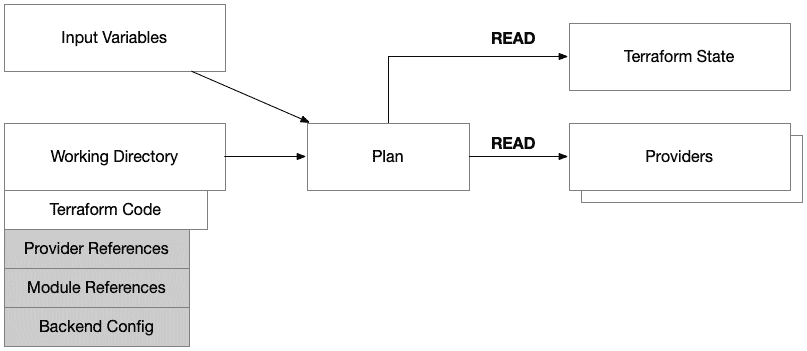 Input Variables
READ
Terraform State
Working Directory
Plan
READ
Providers
Terraform Code
Provider References
Module References
Backend Config